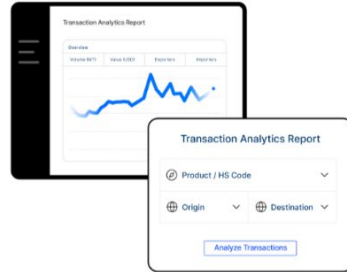 Transaction Analytics Report
Overview
Volume (MT) Value (USD) Exporters Importers
Transaction Analytics Report
Product / HS Code
Origin Destination
Analyze Transactions